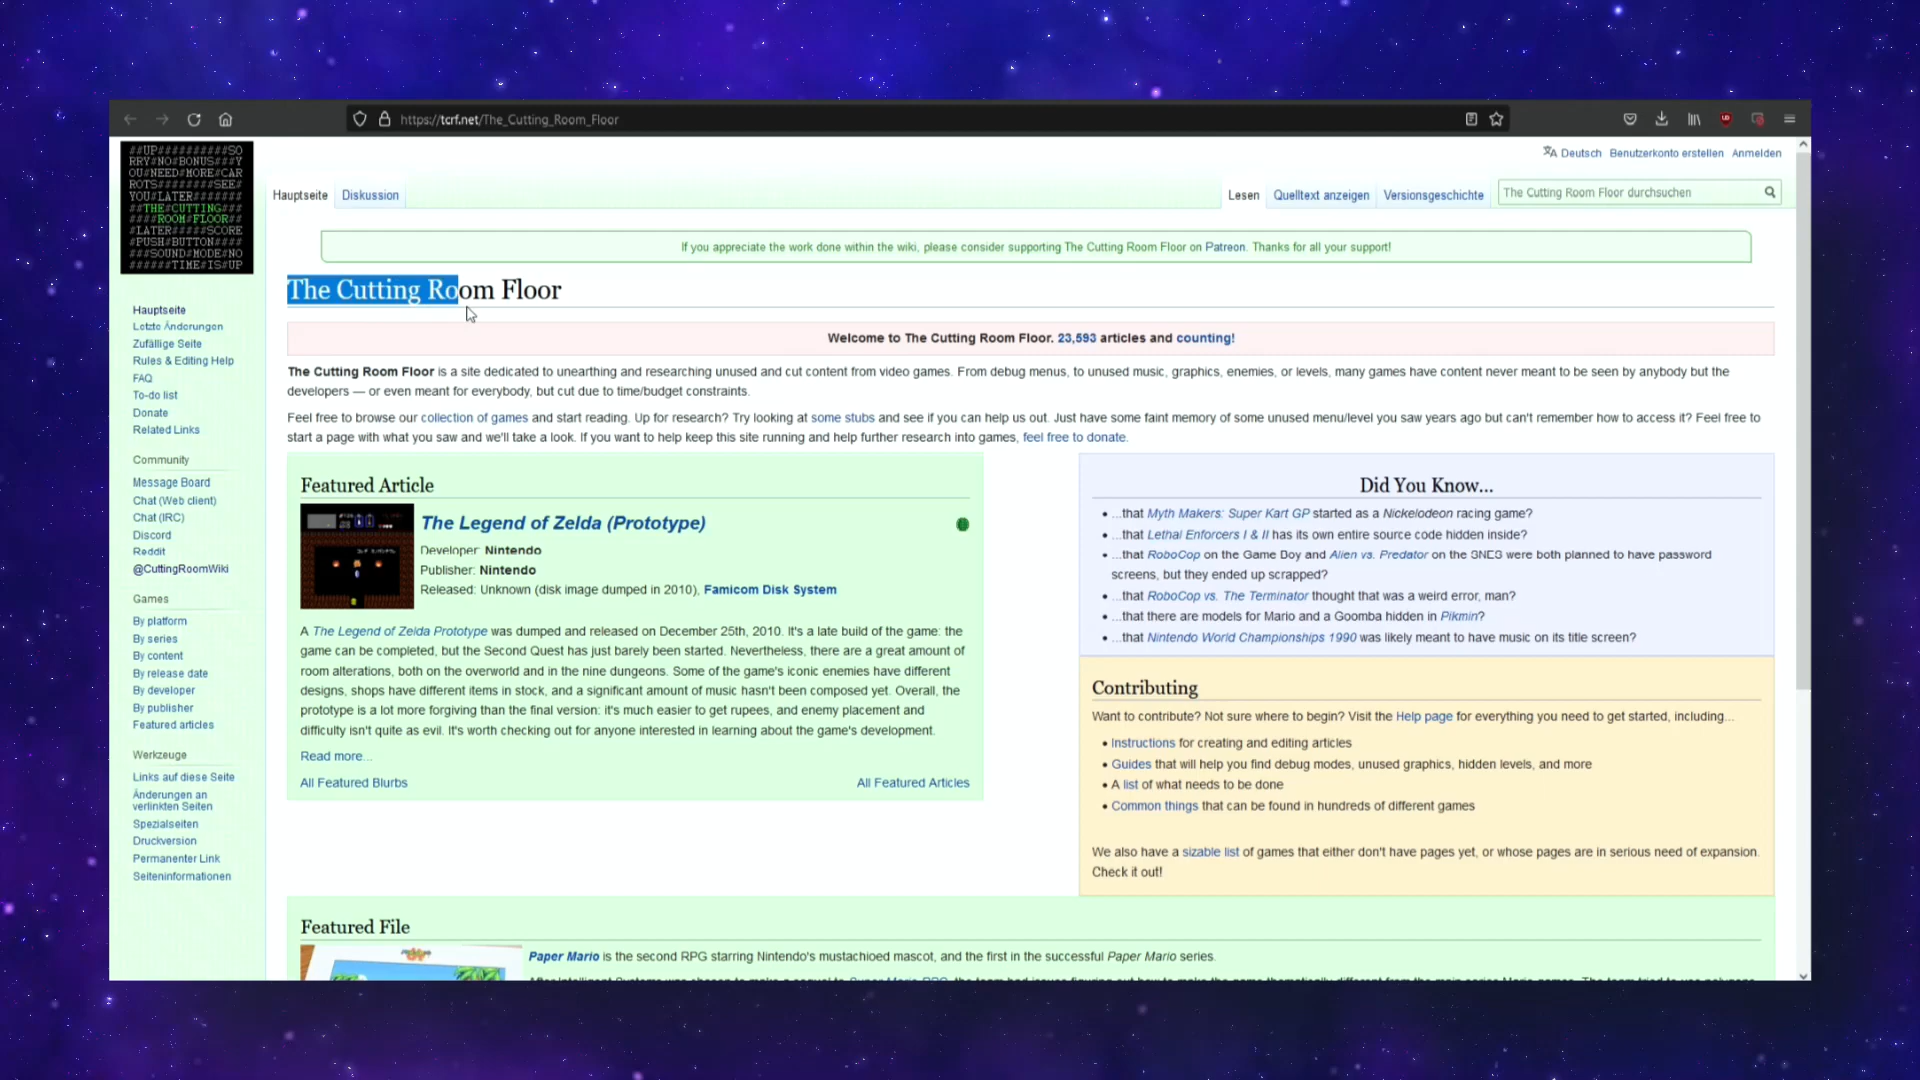 https://tcrf.net/The_Cutting_Room_Floor
##UP##########SO
RRY#NO#BONUS###Y
OU#NEED#MORE#CAR
ROTS########SEE#
YOU#LATER#######
##THE#CUTTING###
####ROOM#FLOOR##
#LATER#####SCORE
#PUSH#BUTTON####
###SOUND#MODE#NO
######TIME#IS#UP
Deutsch Benutzerkonto erstellen Anmelden
Hauptseite Diskussion Lesen Quelltext anzeigen Versionsgeschichte The Cutting Room Floor durchsuchen
If you appreciate the work done within the wiki, please consider supporting The Cutting Room Floor on Patreon. Thanks for all your support!
The Cutting Room Floor
Hauptseite
Letzte Änderungen
Zufällige Seite
Rules & Editing Help
FAQ
To-do list
Donate
Related Links
Community
Message Board
Chat (Web client)
Chat (IRC)
Discord
Reddit
@CuttingRoomWiki
Games
By platform
By series
By content
By release date
By developer
By publisher
Featured articles
Werkzeuge
Links auf diese Seite
Änderungen an
verlinkten Seiten
Spezialseiten
Druckversion
Permanenter Link
Seiteninformationen
Welcome to The Cutting Room Floor. 23,593 articles and counting!
The Cutting Room Floor is a site dedicated to unearthing and researching unused and cut content from video games. From debug menus, to unused music, graphics, enemies, or levels, many games have content never meant to be seen by anybody but the
developers — or even meant for everybody, but cut due to time/budget constraints.
Feel free to browse our collection of games and start reading. Up for research? Try looking at some stubs and see if you can help us out. Just have some faint memory of some unused menu/level you saw years ago but can't remember how to access it? Feel free to
start a page with what you saw and we'll take a look. If you want to help keep this site running and help further research into games, feel free to donate.
Featured Article
The Legend of Zelda (Prototype)
Developer: Nintendo
Publisher: Nintendo
Released: Unknown (disk image dumped in 2010), Famicom Disk System
A The Legend of Zelda Prototype was dumped and released on December 25th, 2010. It's a late build of the game: the
game can be completed, but the Second Quest has just barely been started. Nevertheless, there are a great amount of
room alterations, both on the overworld and in the nine dungeons. Some of the game's iconic enemies have different
designs, shops have different items in stock, and a significant amount of music hasn't been composed yet. Overall, the
prototype is a lot more forgiving than the final version: it's much easier to get rupees, and enemy placement and
difficulty isn't quite as evil. It's worth checking out for anyone interested in learning about the game's development.
Read more...
All Featured Blurbs All Featured Articles
Did You Know...
...that Myth Makers: Super Kart GP started as a Nickelodeon racing game?
...that Lethal Enforcers I & II has its own entire source code hidden inside?
...that RoboCop on the Game Boy and Alien vs. Predator on the SNES were both planned to have password
screens, but they ended up scrapped?
...that RoboCop vs. The Terminator thought that was a weird error, man?
...that there are models for Mario and a Goomba hidden in Pikmin?
...that Nintendo World Championships 1990 was likely meant to have music on its title screen?
Contributing
Want to contribute? Not sure where to begin? Visit the Help page for everything you need to get started, including...
Instructions for creating and editing articles
Guides that will help you find debug modes, unused graphics, hidden levels, and more
A list of what needs to be done
Common things that can be found in hundreds of different games
We also have a sizable list of games that either don't have pages yet, or whose pages are in serious need of expansion.
Check it out!
Featured File
Paper Mario is the second RPG starring Nintendo's mustachioed mascot, and the first in the successful Paper Mario series.